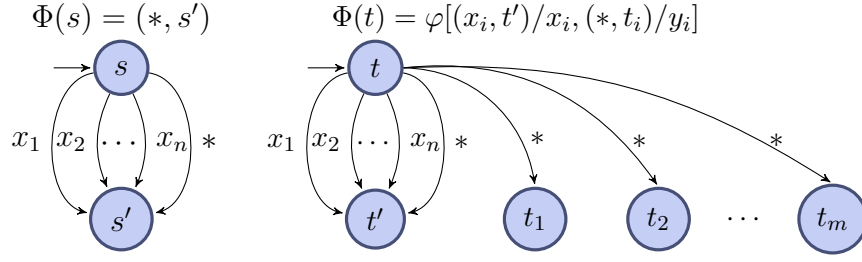 Φ(s) = (∗, s′)
Φ(t) = φ[(x_i, t′)/x_i, (∗, t_i)/y_i]
s
t
x_1 x_2 ... x_n ∗
x_1 x_2 ... x_n ∗ ∗ ∗ ∗
s′
t′ t_1 t_2 ... t_m